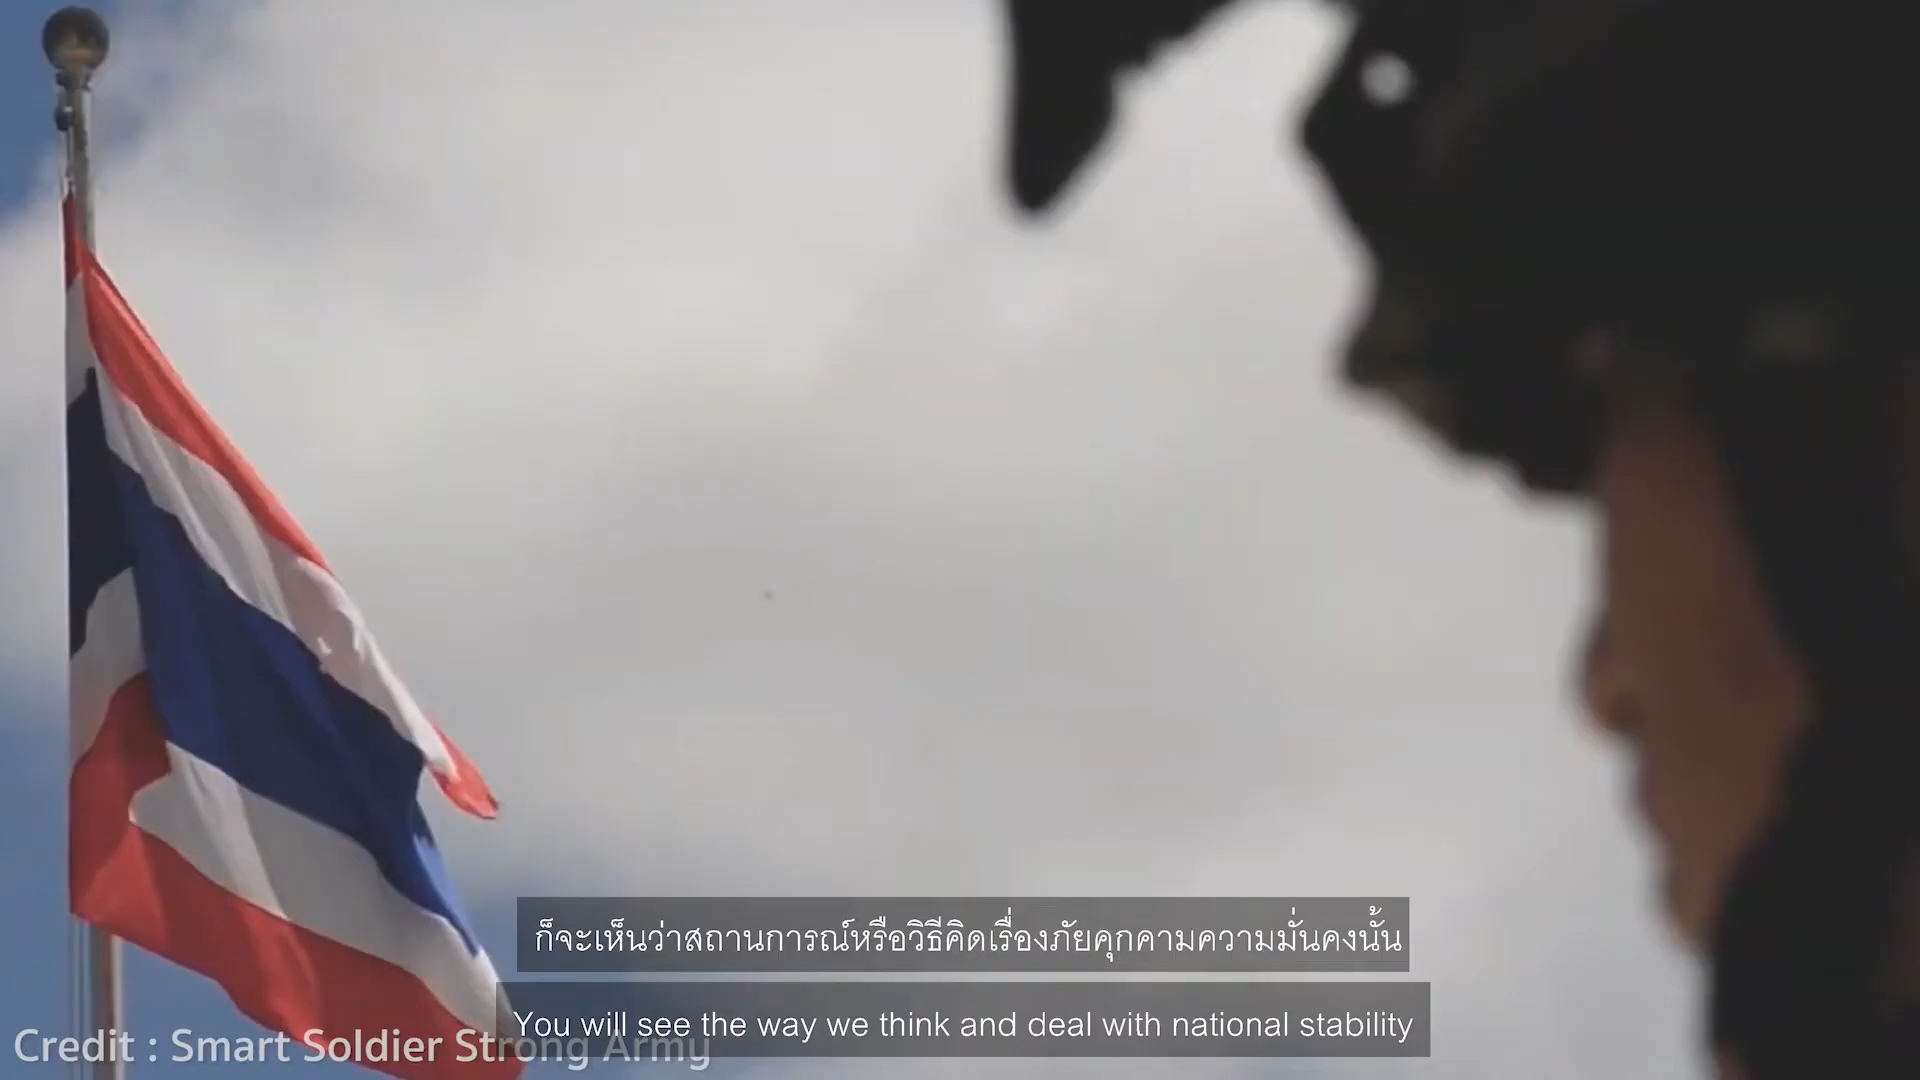 ก็จะเห็นว่าสถานการณ์หรือวิธีคิดเรื่องภัยคุกคามความมั่นคงนั้น
You will see the way we think and deal with national stability
Credit : Smart Soldier Strong Army